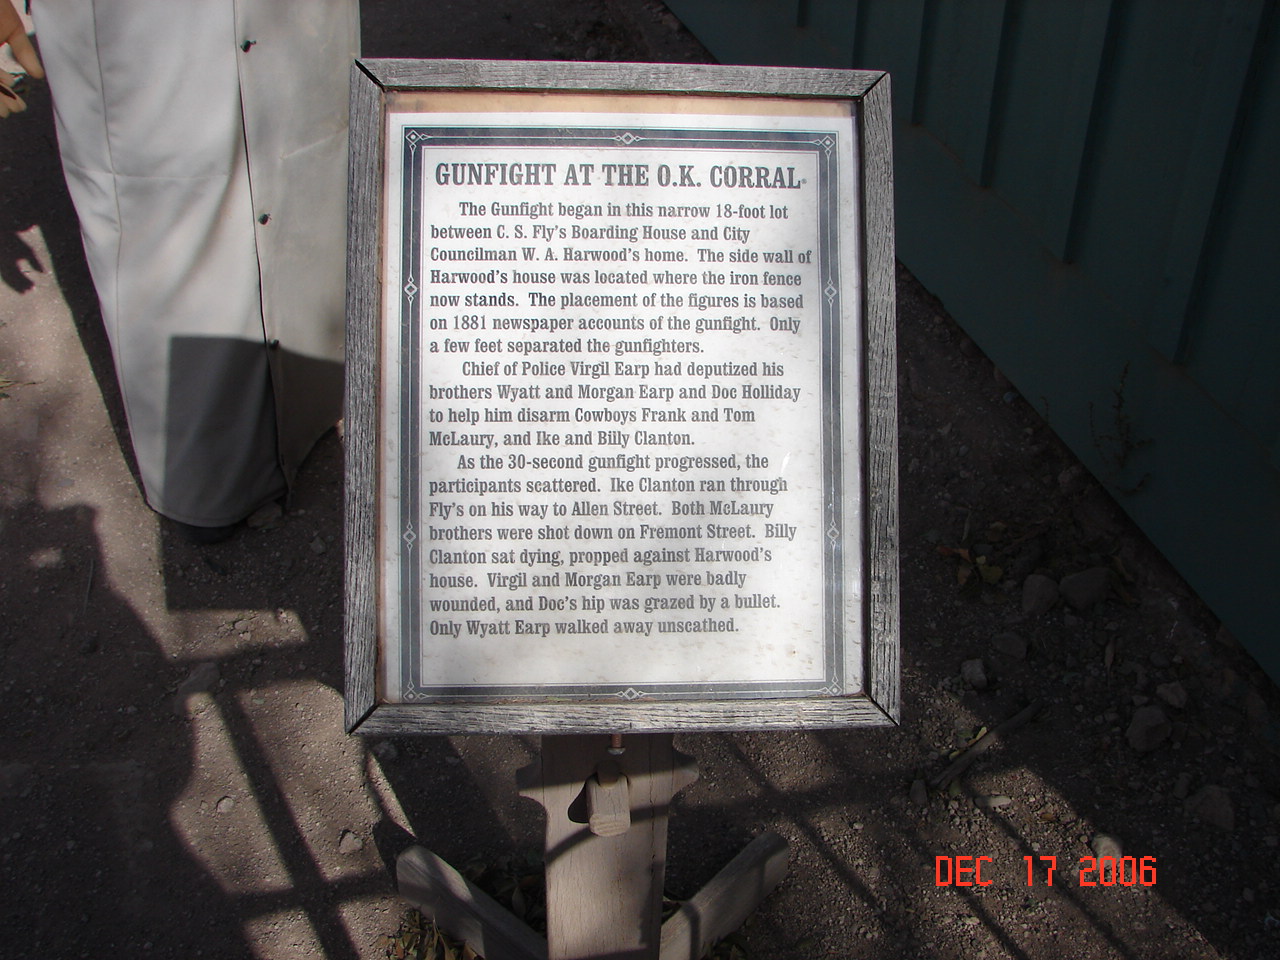 GUNFIGHT AT THE O.K. CORRAL®
The Gunfight began in this narrow 18-foot lot
between C. S. Fly's Boarding House and City
Councilman W. A. Harwood's home. The side wall of
Harwood's house was located where the iron fence
now stands. The placement of the figures is based
on 1881 newspaper accounts of the gunfight. Only
a few feet separated the gunfighters.
Chief of Police Virgil Earp had deputized his
brothers Wyatt and Morgan Earp and Doc Holliday
to help him disarm Cowboys Frank and Tom
McLaury, and Ike and Billy Clanton.
As the 30-second gunfight progressed, the
participants scattered. Ike Clanton ran through
Fly's on his way to Allen Street. Both McLaury
brothers were shot down on Fremont Street. Billy
Clanton sat dying, propped against Harwood's
house. Virgil and Morgan Earp were badly
wounded, and Doc's hip was grazed by a bullet.
Only Wyatt Earp walked away unscathed.
DEC 17 2006